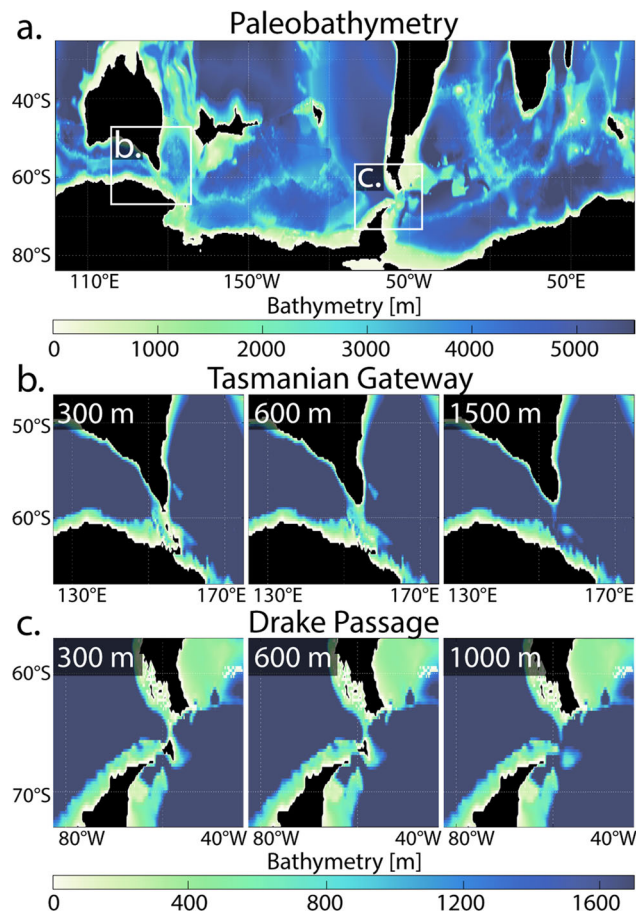 a. Paleobathymetry
40°S
60°S
80°S
b.
c.
110°E 150°W 50°W 50°E
Bathymetry [m]
0 1000 2000 3000 4000 5000
b. Tasmanian Gateway
300 m 600 m 1500 m
50°S
60°S
130°E 170°E 130°E 170°E 130°E 170°E
c. Drake Passage
300 m 600 m 1000 m
60°S
70°S
80°W 40°W 80°W 40°W 80°W 40°W
Bathymetry [m]
0 400 800 1200 1600